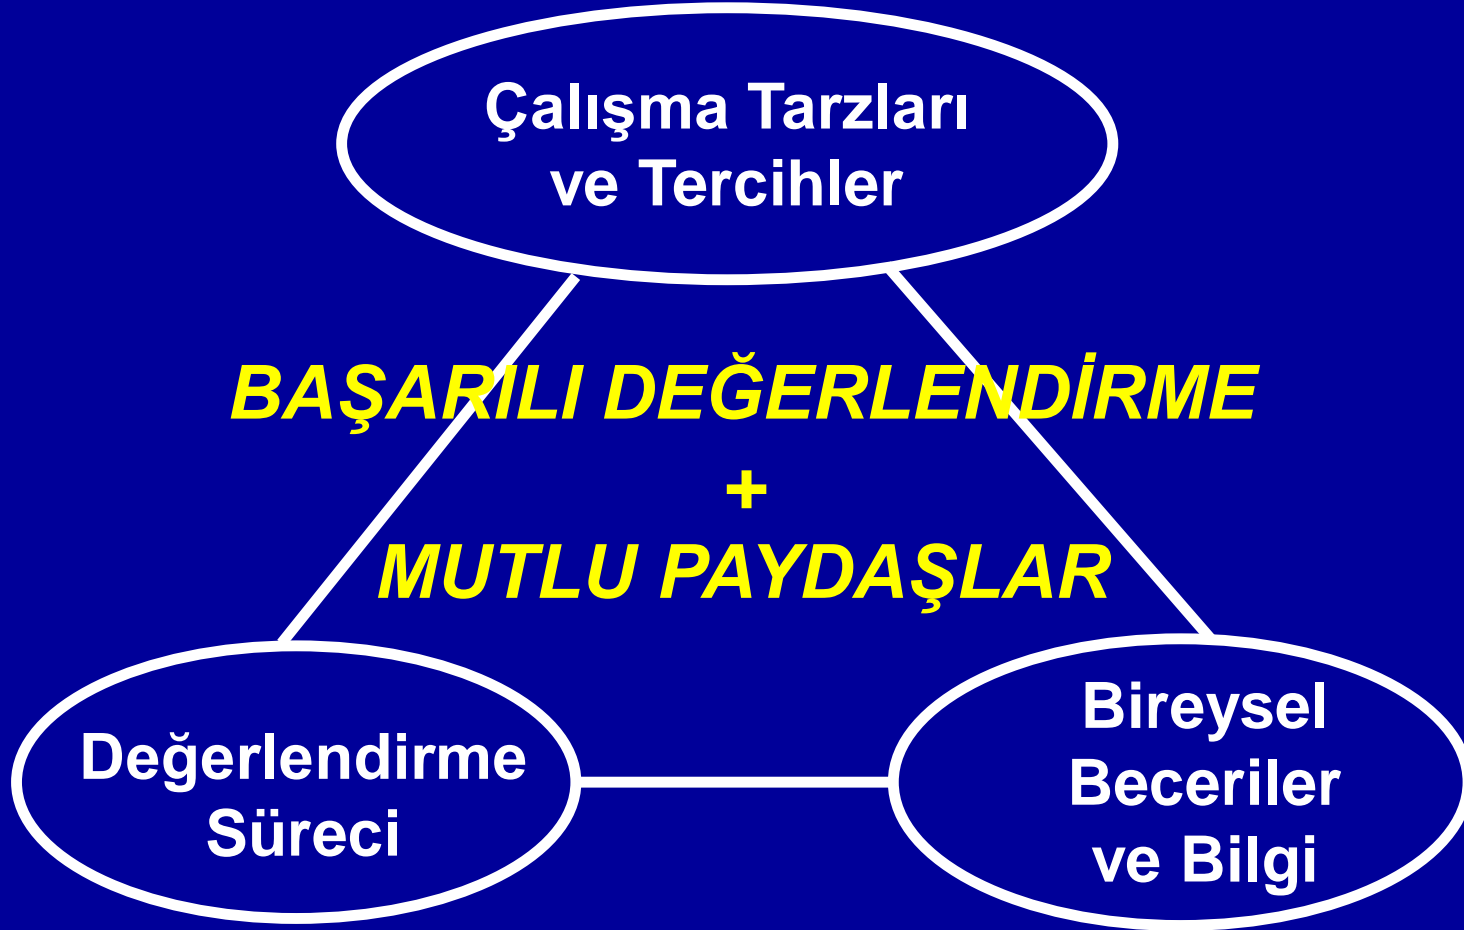 Çalışma Tarzları
ve Tercihler
BAŞARILI DEĞERLENDİRME
+
MUTLU PAYDAŞLAR
Değerlendirme
Süreci
Bireysel
Beceriler
ve Bilgi